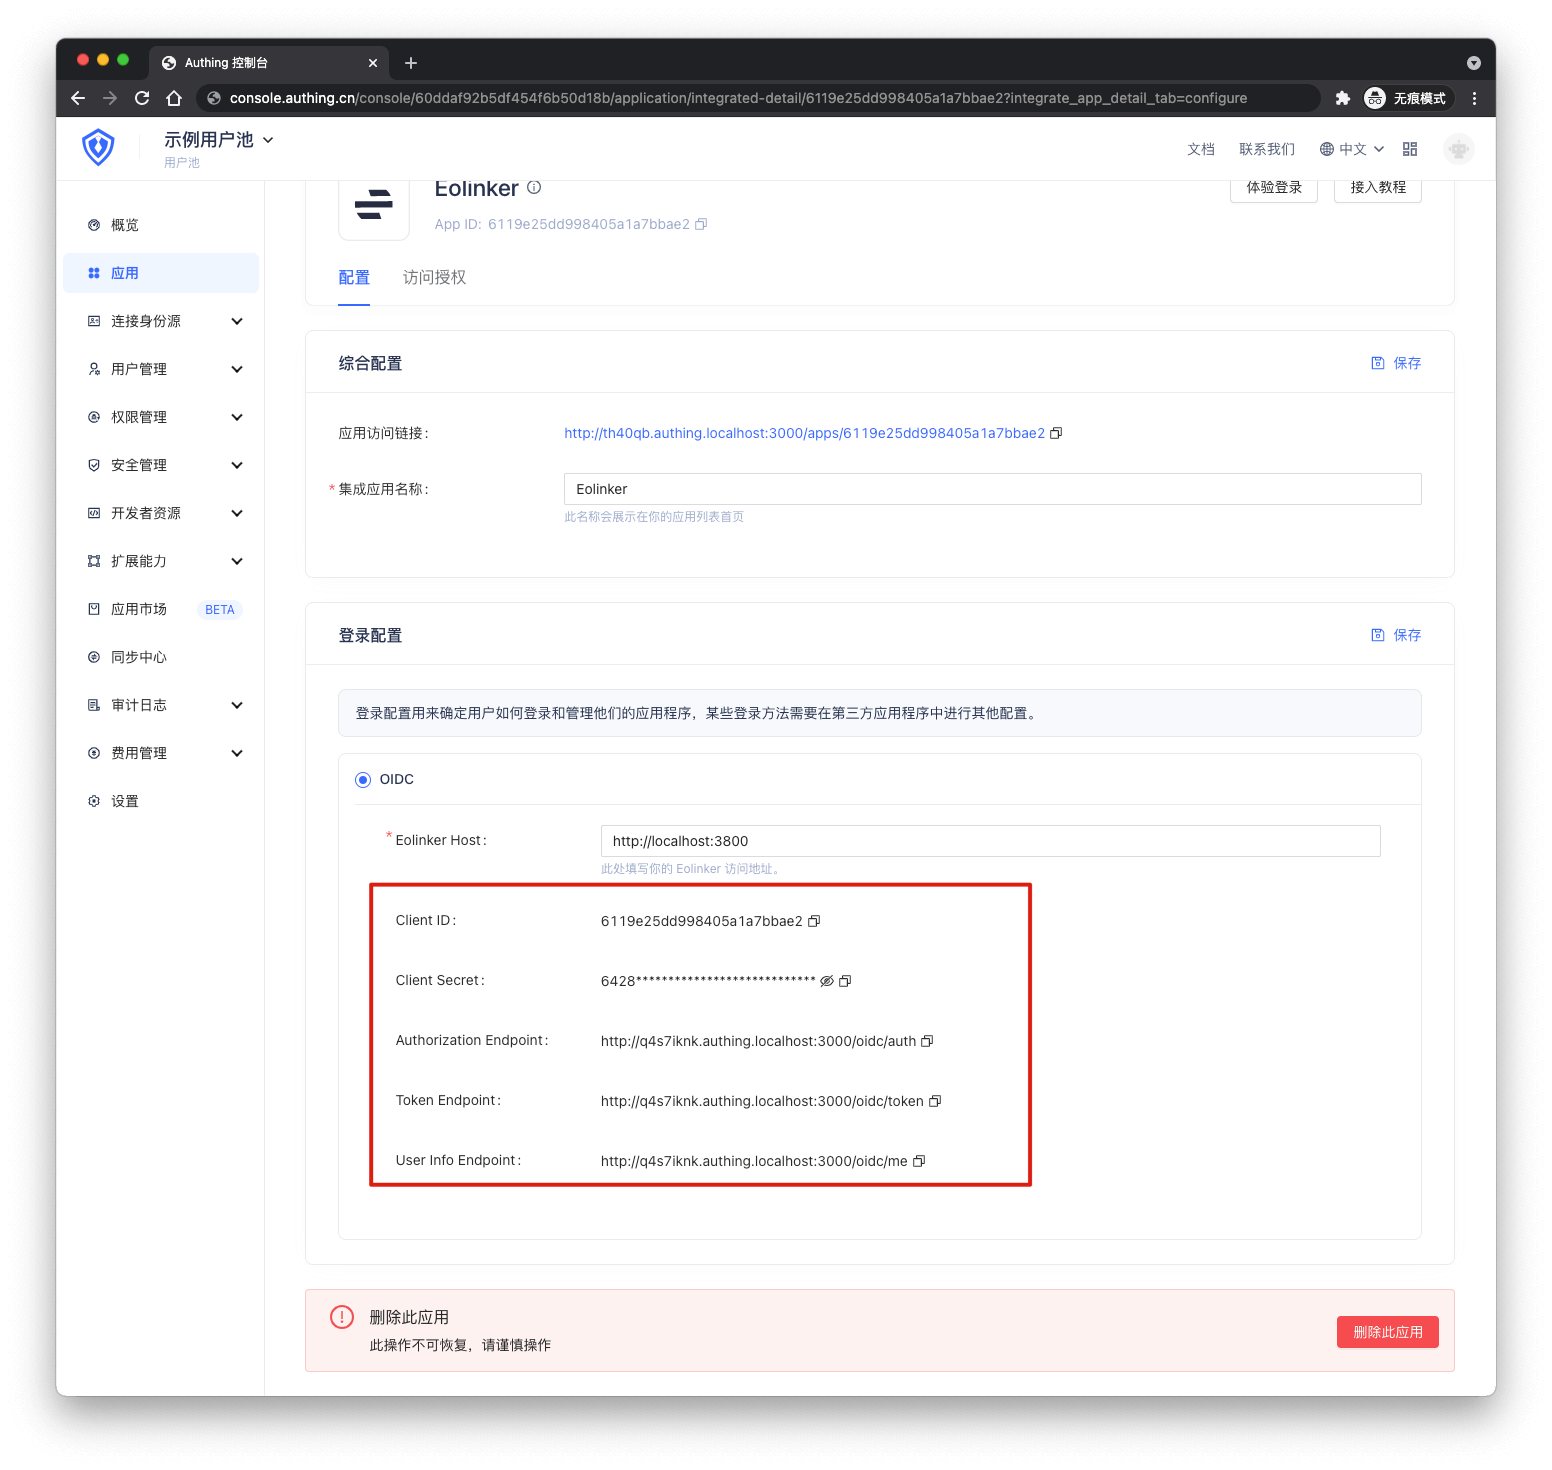 Authing 控制台
console.authing.cn/console/60ddaf92b5df454f6b50d18b/application/integrated-detail/6119e25dd998405a1a7bbae2?integrate_app_detail_tab=configure
无痕模式
示例用户池
用户池
文档
联系我们
中文
概览
应用
连接身份源
用户管理
权限管理
安全管理
开发者资源
扩展能力
应用市场 BETA
同步中心
审计日志
费用管理
设置
Eolinker
App ID: 6119e25dd998405a1a7bbae2
体验登录
接入教程
配置
访问授权
综合配置
保存
应用访问链接:
http://th40qb.authing.localhost:3000/apps/6119e25dd998405a1a7bbae2
* 集成应用名称:
Eolinker
此名称会展示在你的应用列表首页
登录配置
保存
登录配置用来确定用户如何登录和管理他们的应用程序，某些登录方法需要在第三方应用程序中进行其他配置。
OIDC
* Eolinker Host:
http://localhost:3800
此处填写你的 Eolinker 访问地址。
Client ID:
6119e25dd998405a1a7bbae2
Client Secret:
6428****************************
Authorization Endpoint:
http://q4s7iknk.authing.localhost:3000/oidc/auth
Token Endpoint:
http://q4s7iknk.authing.localhost:3000/oidc/token
User Info Endpoint:
http://q4s7iknk.authing.localhost:3000/oidc/me
删除此应用
此操作不可恢复，请谨慎操作
删除此应用